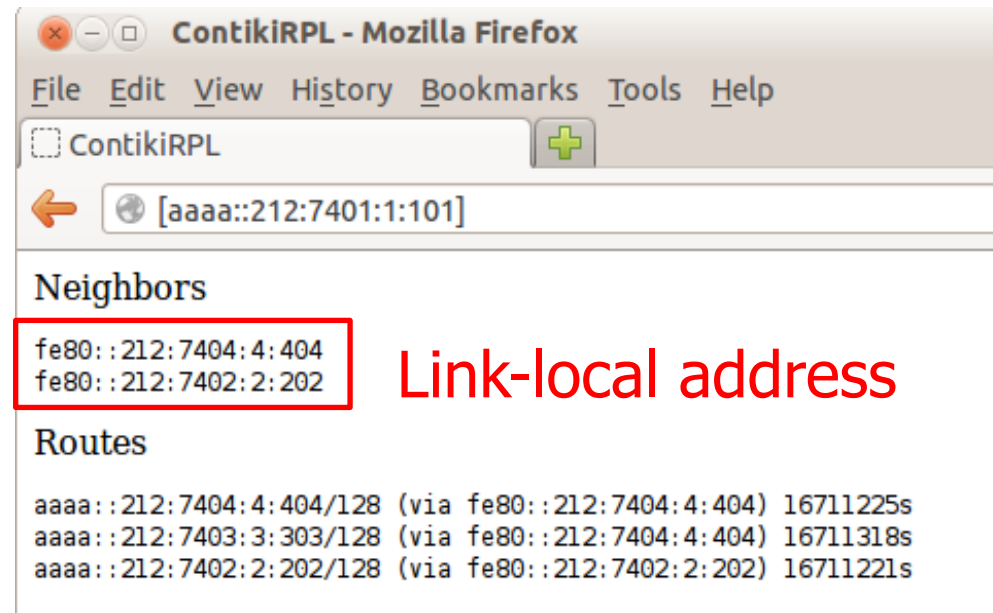 ContikiRPL - Mozilla Firefox
File Edit View History Bookmarks Tools Help
ContikiRPL
[aaaa::212:7401:1:101]
Neighbors
fe80::212:7404:4:404
fe80::212:7402:2:202
Link-local address
Routes
aaaa::212:7404:4:404/128 (via fe80::212:7404:4:404) 16711225s
aaaa::212:7403:3:303/128 (via fe80::212:7404:4:404) 16711318s
aaaa::212:7402:2:202/128 (via fe80::212:7402:2:202) 16711221s